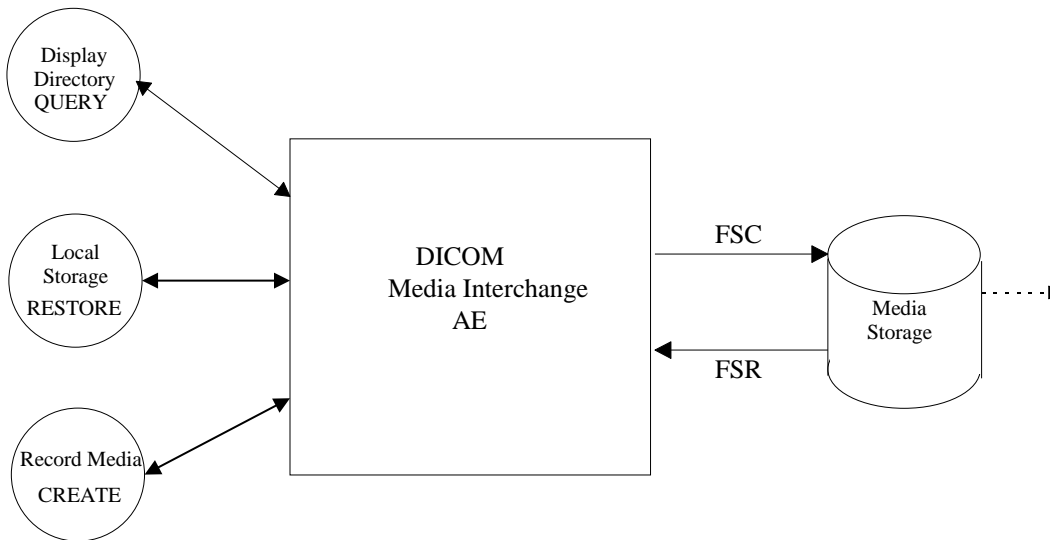 Display
Directory
QUERY
Local
Storage
RESTORE
Record Media
CREATE
DICOM
Media Interchange
AE
FSC
FSR
Media
Storage